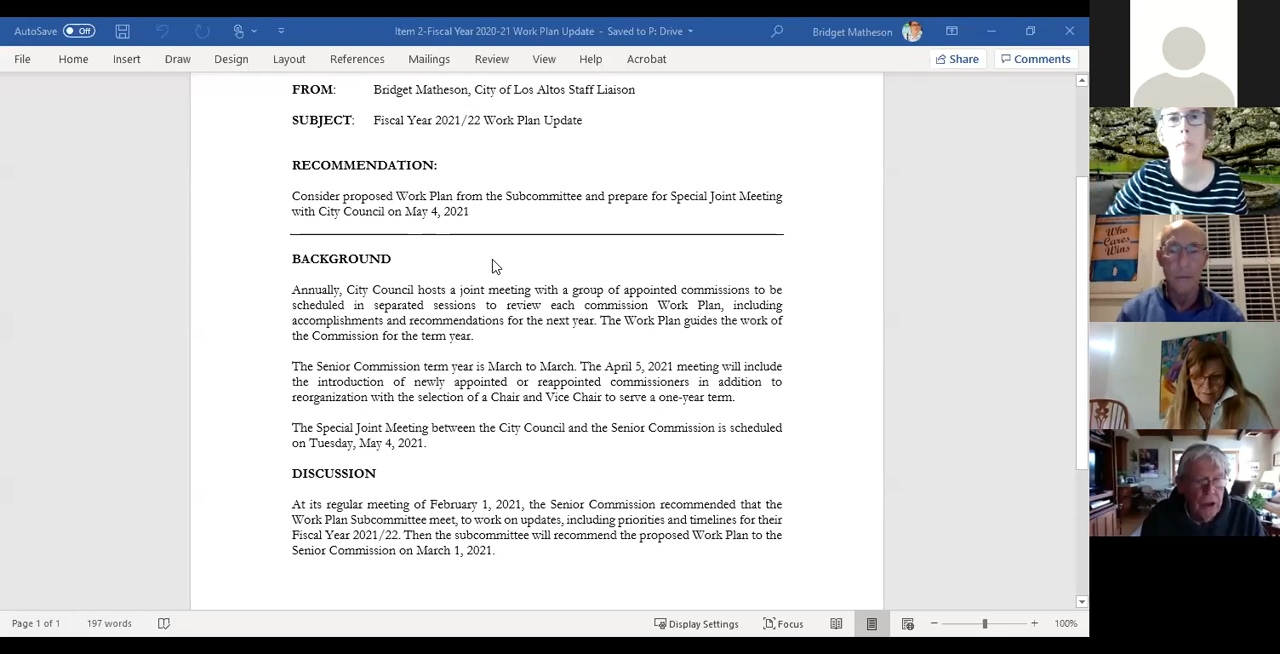 AutoSave Off Item 2-Fiscal Year 2020-21 Work Plan Update - Saved to P: Drive Bridget Matheson
File Home Insert Draw Design Layout References Mailings Review View Help Acrobat Share Comments
FROM: Bridget Matheson, City of Los Altos Staff Liaison
SUBJECT: Fiscal Year 2021/22 Work Plan Update
RECOMMENDATION:
Consider proposed Work Plan from the Subcommittee and prepare for Special Joint Meeting
with City Council on May 4, 2021
BACKGROUND
Annually, City Council hosts a joint meeting with a group of appointed commissions to be
scheduled in separated sessions to review each commission Work Plan, including
accomplishments and recommendations for the next year. The Work Plan guides the work of
the Commission for the term year.
The Senior Commission term year is March to March. The April 5, 2021 meeting will include
the introduction of newly appointed or reappointed commissioners in addition to
reorganization with the selection of a Chair and Vice Chair to serve a one-year term.
The Special Joint Meeting between the City Council and the Senior Commission is scheduled
on Tuesday, May 4, 2021.
DISCUSSION
At its regular meeting of February 1, 2021, the Senior Commission recommended that the
Work Plan Subcommittee meet, to work on updates, including priorities and timelines for their
Fiscal Year 2021/22. Then the subcommittee will recommend the proposed Work Plan to the
Senior Commission on March 1, 2021.
Page 1 of 1 197 words Display Settings Focus 100%
Who
Cares
Wins